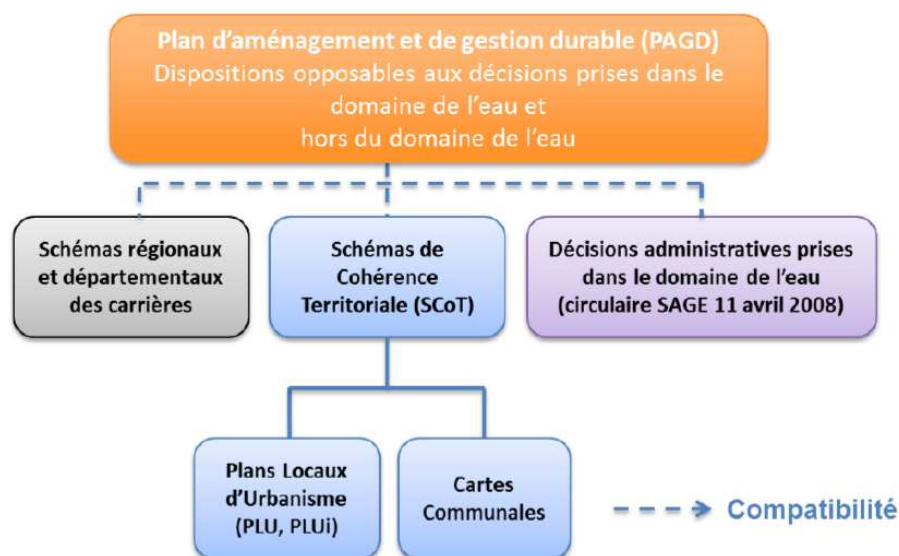 Plan d’aménagement et de gestion durable (PAGD)
Dispositions opposables aux décisions prises dans le
domaine de l’eau et
hors du domaine de l’eau
Schémas régionaux
et départementaux
des carrières
Schémas de
Cohérence
Territoriale (SCoT)
Décisions administratives prises
dans le domaine de l’eau
(circulaire SAGE 11 avril 2008)
Plans Locaux
d’Urbanisme
(PLU, PLUi)
Cartes
Communales
Compatibilité